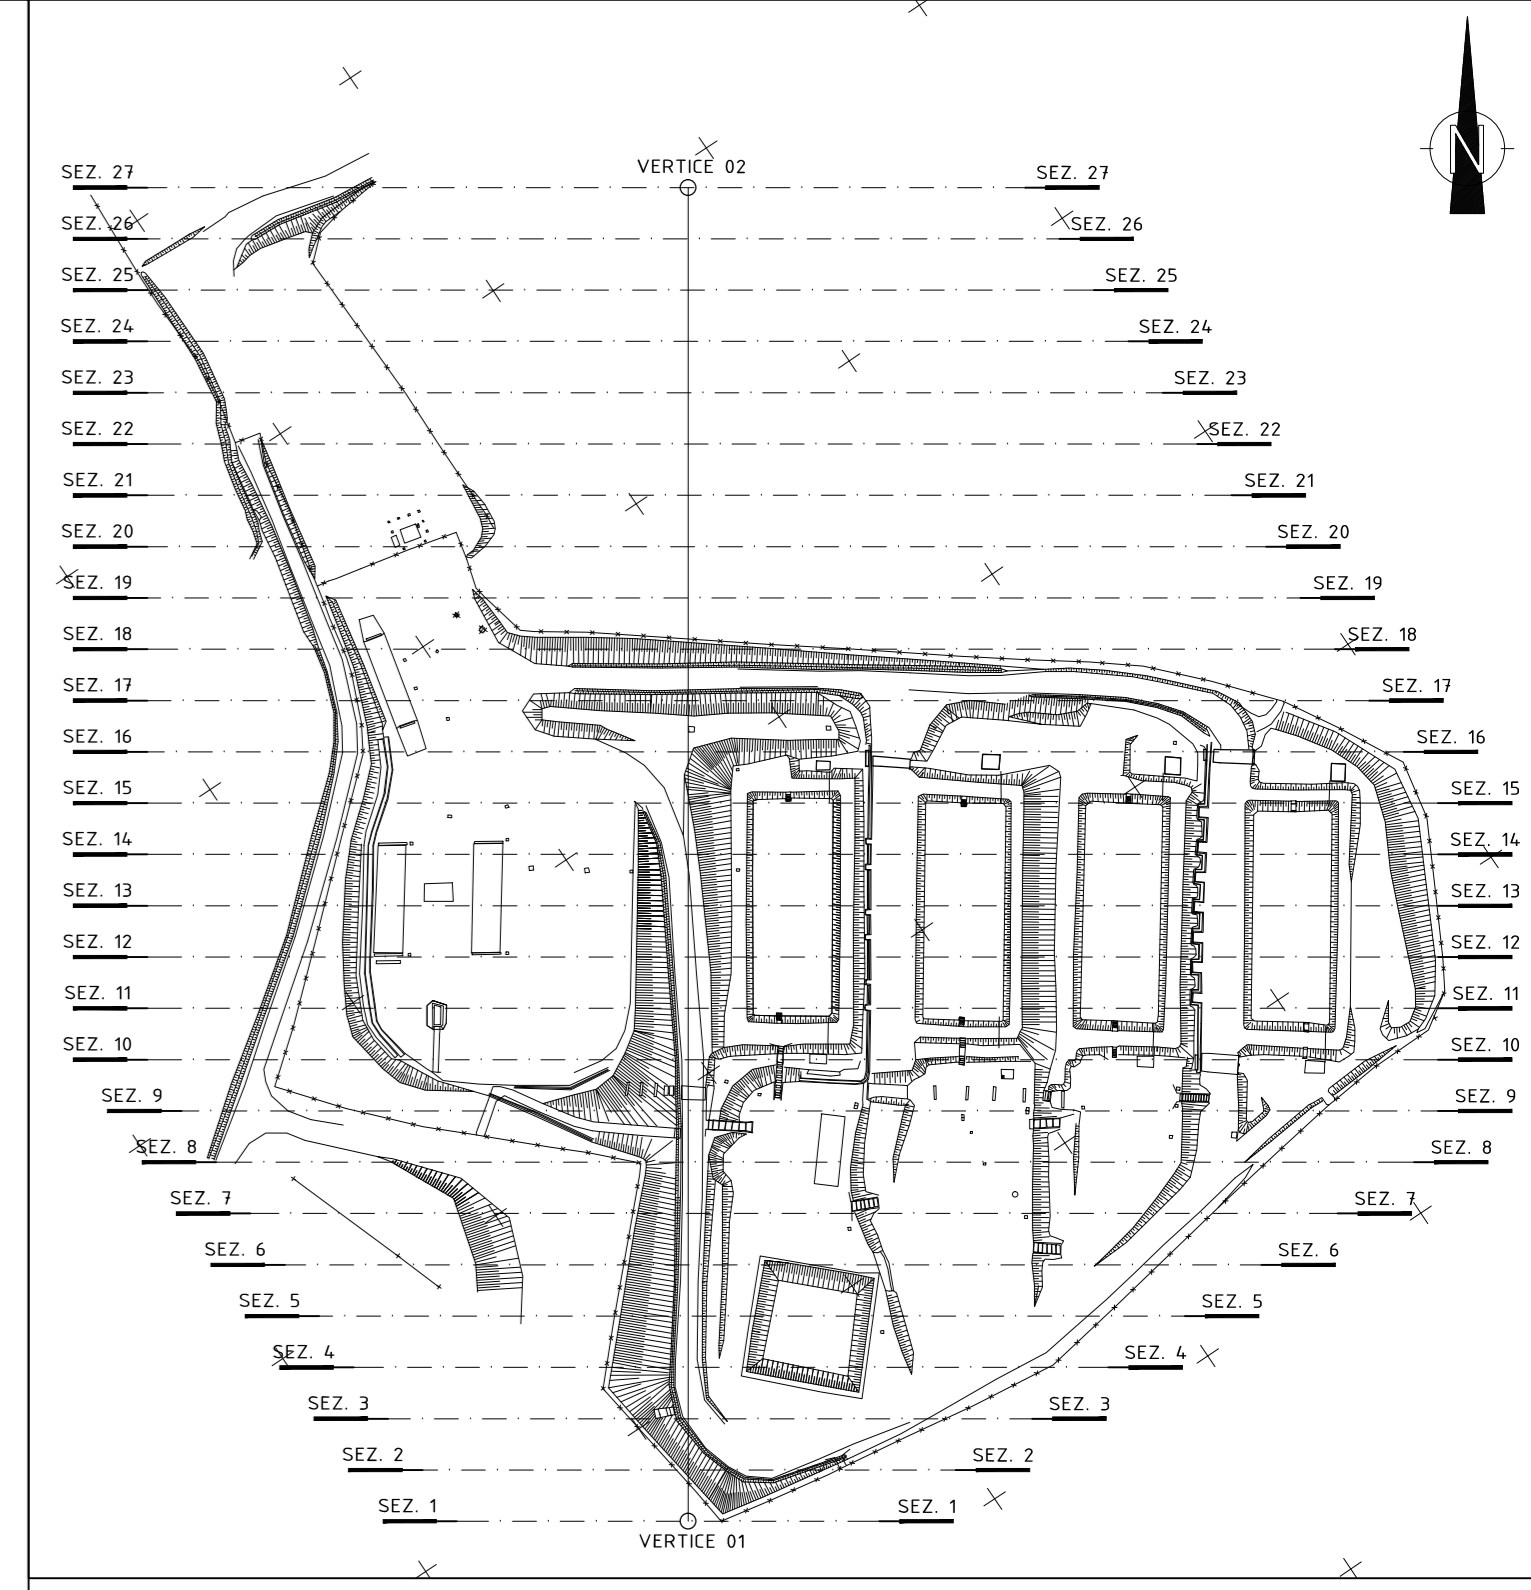 N
VERTICE 02
SEZ. 27 SEZ. 27
SEZ. 26 SEZ. 26
SEZ. 25 SEZ. 25
SEZ. 24 SEZ. 24
SEZ. 23 SEZ. 23
SEZ. 22 SEZ. 22
SEZ. 21 SEZ. 21
SEZ. 20 SEZ. 20
SEZ. 19 SEZ. 19
SEZ. 18 SEZ. 18
SEZ. 17 SEZ. 17
SEZ. 16 SEZ. 16
SEZ. 15 SEZ. 15
SEZ. 14 SEZ. 14
SEZ. 13 SEZ. 13
SEZ. 12 SEZ. 12
SEZ. 11 SEZ. 11
SEZ. 10 SEZ. 10
SEZ. 9 SEZ. 9
SEZ. 8 SEZ. 8
SEZ. 7 SEZ. 7
SEZ. 6 SEZ. 6
SEZ. 5 SEZ. 5
SEZ. 4 SEZ. 4
SEZ. 3 SEZ. 3
SEZ. 2 SEZ. 2
SEZ. 1 SEZ. 1
VERTICE 01